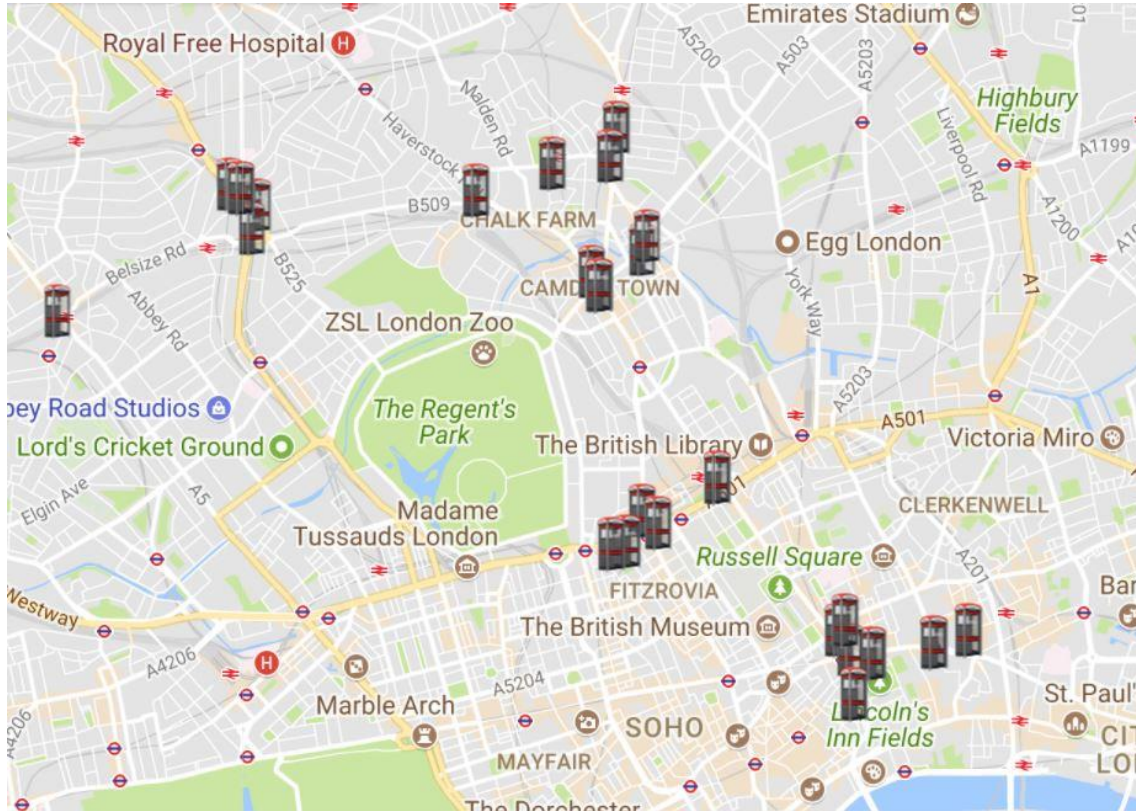 Emirates Stadium
Royal Free Hospital
H
A5200
A503
A5203
Malden Rd
Haverstock
Highbury
Fields
A1199
Liverpool Rd
B509
CHALK FARM
A1200
Egg London
Belsize Rd
B525
Abbey Rd
TOWN
York Way
A1
ZSL London Zoo
bey Road Studios
The Regent's
Park
A5203
A501
Lord's Cricket Ground
The British Library
Victoria Miro
A5
Elgin Ave
Madame
Tussauds London
CLERKENWELL
Russell Square
A201
FITZROVIA
Westway
The British Museum
A4206
H
A5204
Marble Arch
SOHO
St. Paul's
A4206
Inn Fields
MAYFAIR
The Dorchester